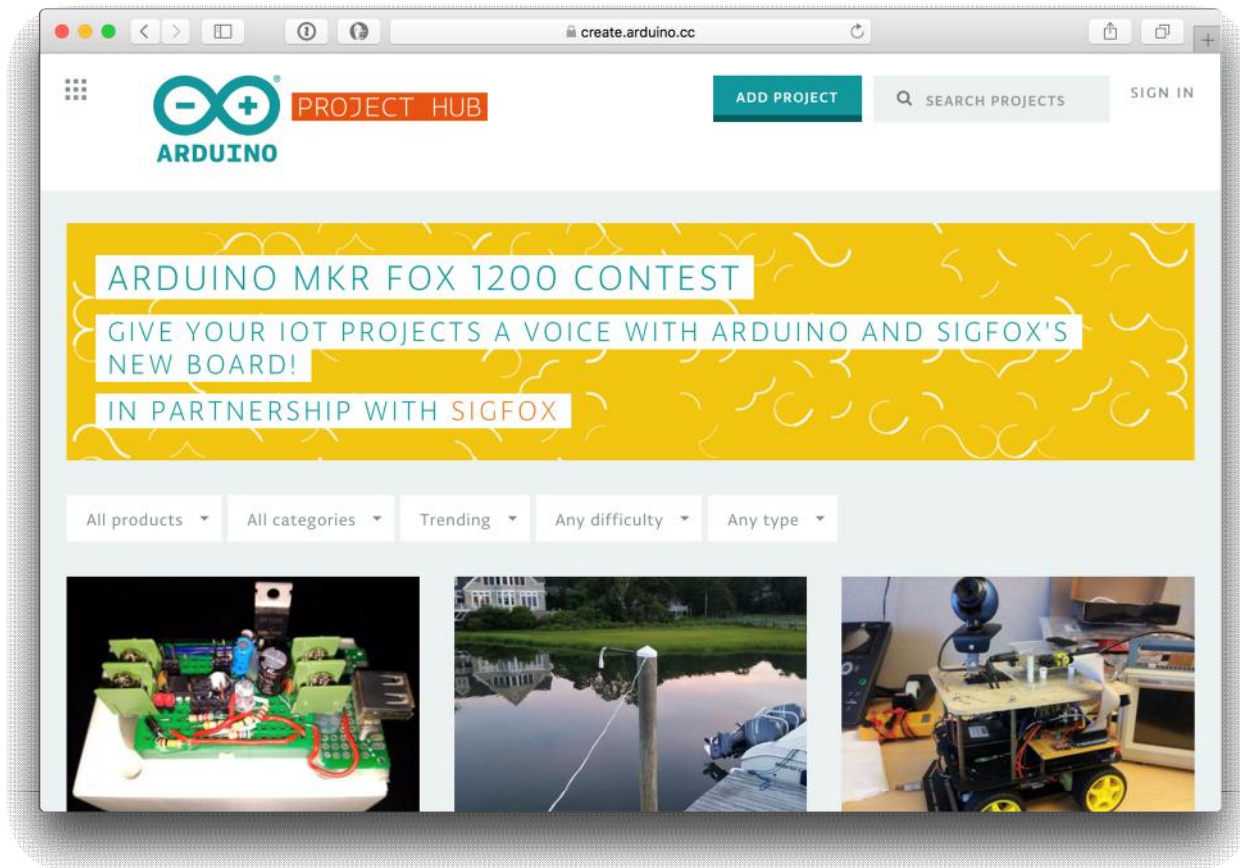 create.arduino.cc
PROJECT HUB
ARDUINO
ADD PROJECT
SEARCH PROJECTS
SIGN IN
ARDUINO MKR FOX 1200 CONTEST
GIVE YOUR IOT PROJECTS A VOICE WITH ARDUINO AND SIGFOX'S
NEW BOARD!
IN PARTNERSHIP WITH SIGFOX
All products
All categories
Trending
Any difficulty
Any type